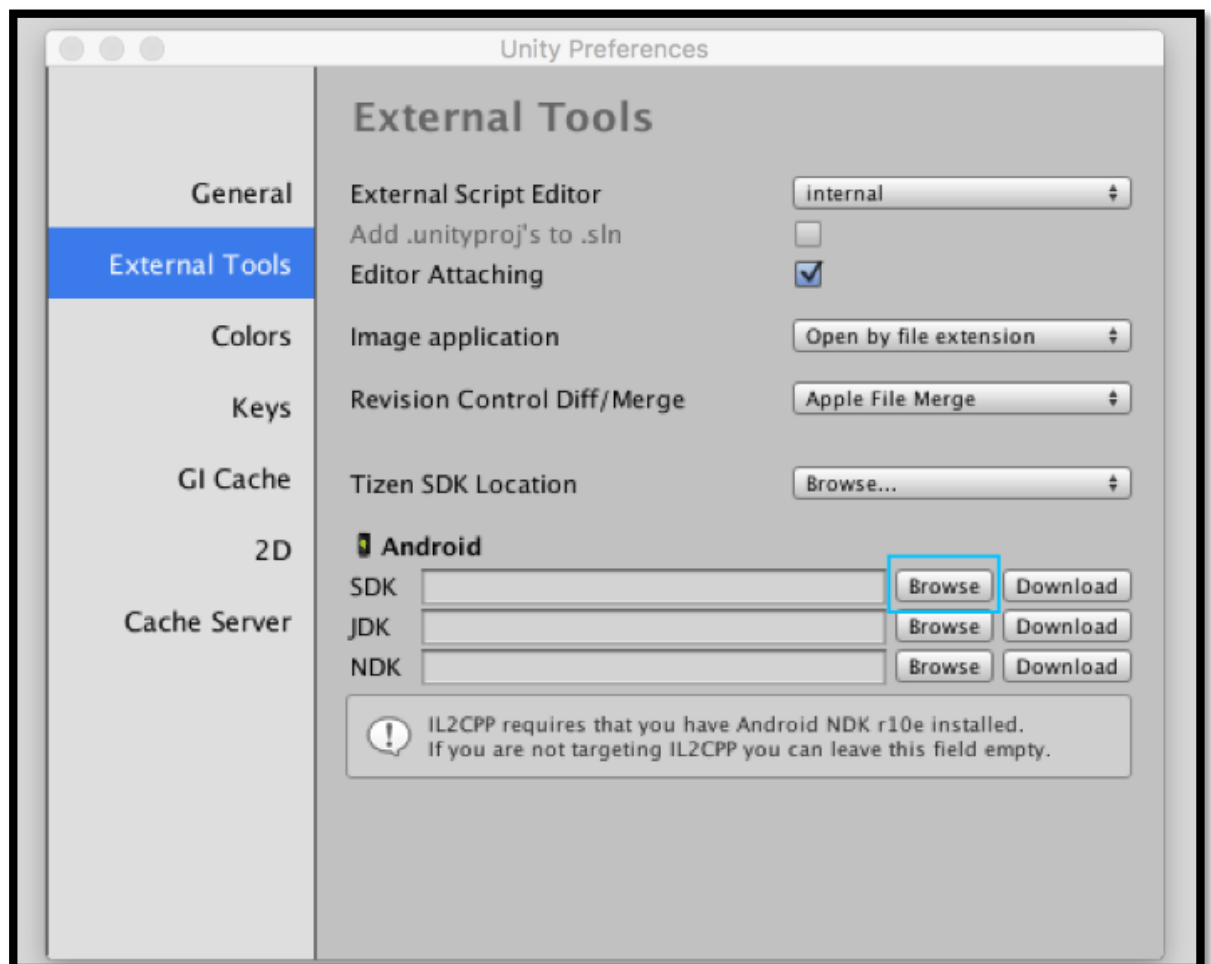 Unity Preferences
External Tools
General
External Tools
Colors
Keys
GI Cache
2D
Cache Server
External Script Editor internal
Add .unityproj's to .sln
Editor Attaching
Image application Open by file extension
Revision Control Diff/Merge Apple File Merge
Tizen SDK Location Browse...
Android
SDK Browse Download
JDK Browse Download
NDK Browse Download
IL2CPP requires that you have Android NDK r10e installed.
If you are not targeting IL2CPP you can leave this field empty.